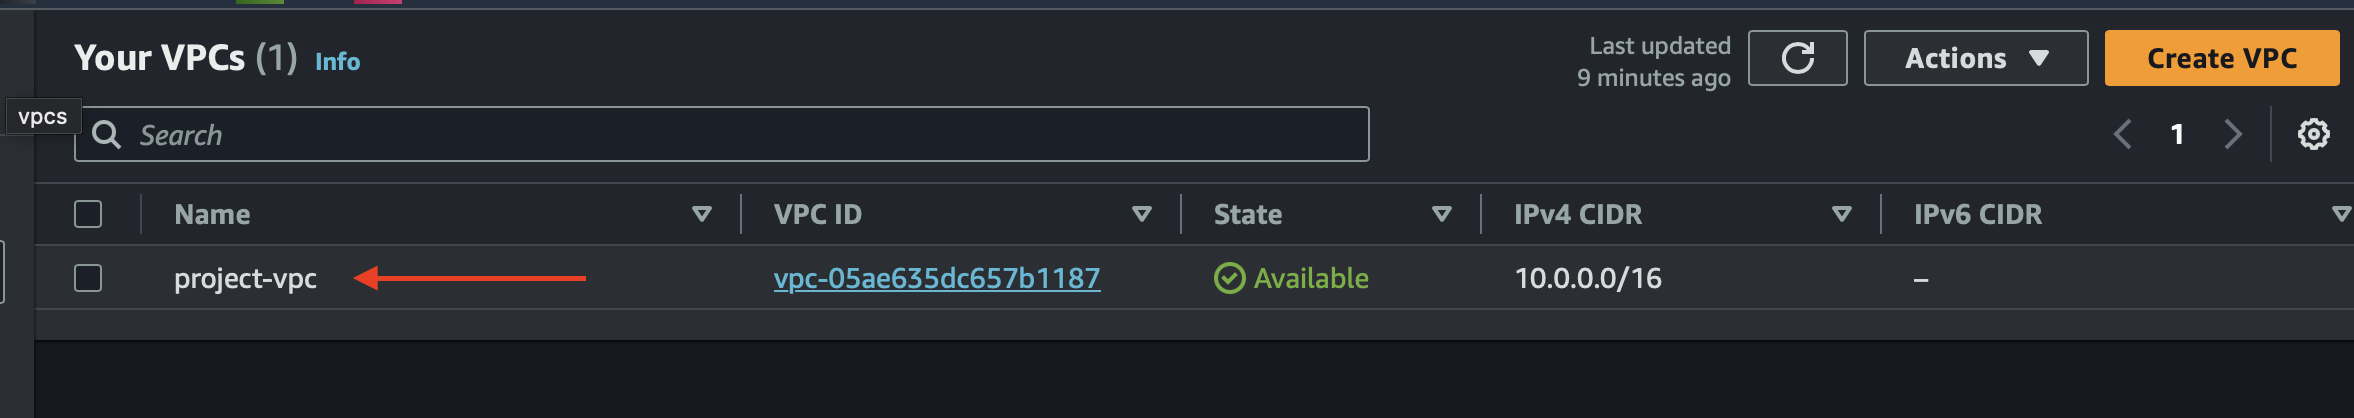 Your VPCs (1) Info
Last updated
9 minutes ago
Actions
Create VPC
vpcs
Search
1
Name VPC ID State IPv4 CIDR IPv6 CIDR
project-vpc vpc-05ae635dc657b1187 Available 10.0.0.0/16 –